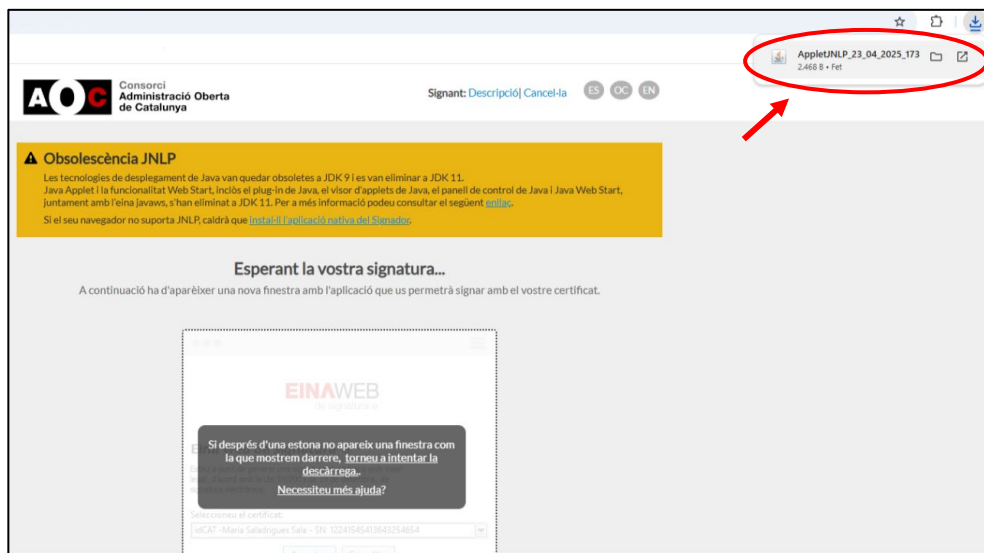 AppletJNLP_23_04_2025_173
2.468 B • Fet
AOC
Consorci
Administració Oberta
de Catalunya
Signant: Descripció| Cancel·la
ES OC EN
Obsolescència JNLP
Les tecnologies de desplegament de Java van quedar obsoletes a JDK 9 i es van eliminar a JDK 11.
Java Applet i la funcionalitat Web Start, inclòs el plug-in de Java, el visor d'applets de Java, el panell de control de Java i Java Web Start,
juntament amb l'eina javaws, s'han eliminat a JDK 11. Per a més informació podeu consultar el següent enllaç.
Si el seu navegador no suporta JNLP, caldrà que instal·li l'aplicació nativa del Signador.
Esperant la vostra signatura...
A continuació ha d'aparèixer una nova finestra amb l'aplicació que us permetrà signar amb el vostre certificat.
EINAWEB
de signatura-e
Si després d'una estona no apareix una finestra com
la que mostrem darrere, torneu a intentar la
descàrrega,.
Necessiteu més ajuda?
Seleccioneu el certificat:
idCAT -Maria Saladrigues Sala - SN :12241545413643254654